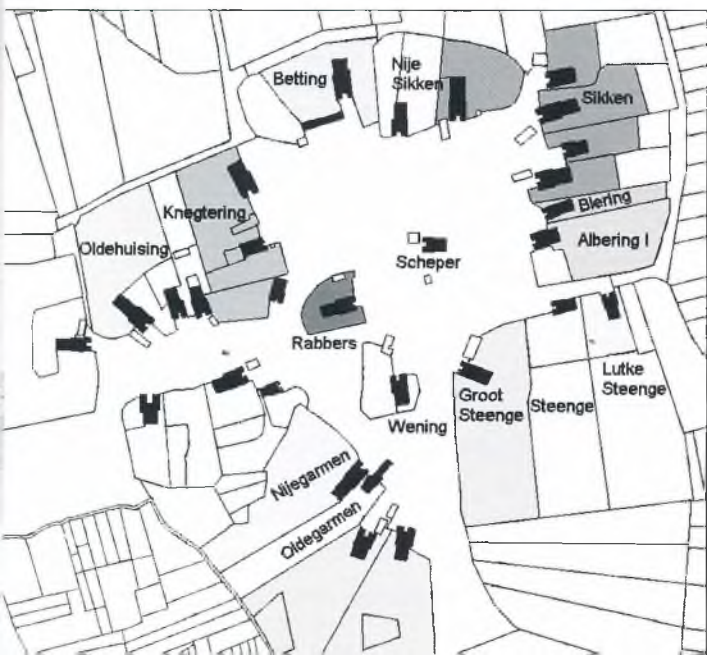 Betting
Nije
Sikken
Sikken
Knegtering
Blering
Oldehuising
Albering I
Scheper
Rabbers
Groot
Steenge
Steenge
Lutke
Steenge
Wening
Nijegarmen
Oldegarmen